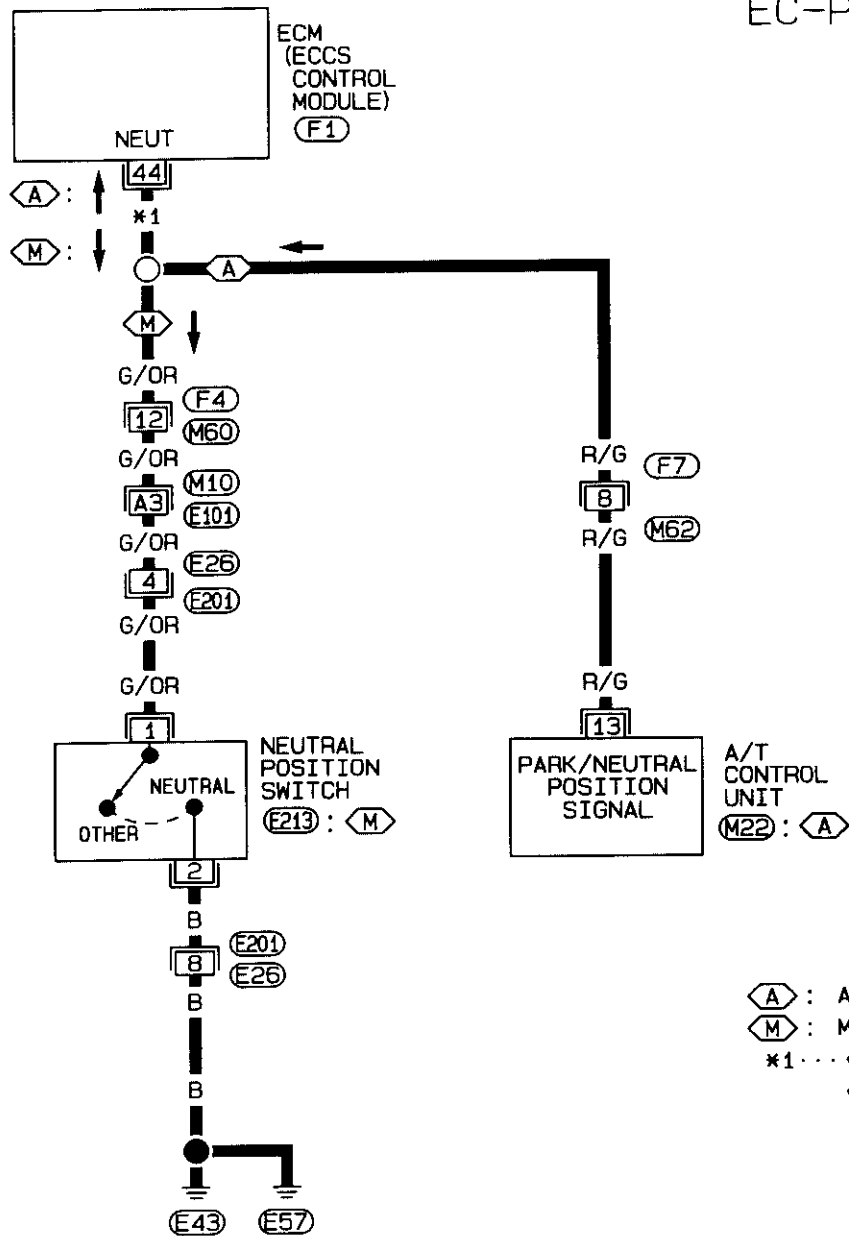 EC-P
ECM
(ECCS
CONTROL
MODULE)
F1
NEUT
44
A :
*1
M :
A
M
G/OR
12
F4
M60
G/OR
A3
M10
E101
G/OR
4
E26
E201
G/OR
G/OR
1
R/G
8
F7
M62
R/G
R/G
13
NEUTRAL
POSITION
SWITCH
E213 : M
NEUTRAL
OTHER
2
PARK/NEUTRAL
POSITION
SIGNAL
A/T
CONTROL
UNIT
M22 : A
B
8
E201
E26
B
B
E43
E57
A : A
M : M
*1 ...